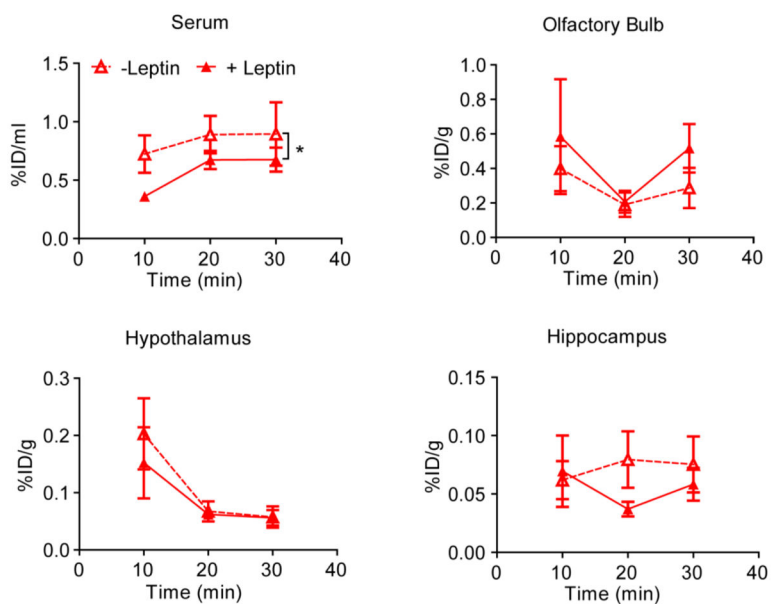 Serum
-Leptin + Leptin
%ID/ml
1.5
1.0
0.5
0.0
*
0 10 20 30 40
Time (min)
Olfactory Bulb
%ID/g
1.0
0.8
0.6
0.4
0.2
0.0
0 10 20 30 40
Time (min)
Hypothalamus
%ID/g
0.3
0.2
0.1
0.0
0 10 20 30 40
Time (min)
Hippocampus
%ID/g
0.15
0.10
0.05
0.00
0 10 20 30 40
Time (min)